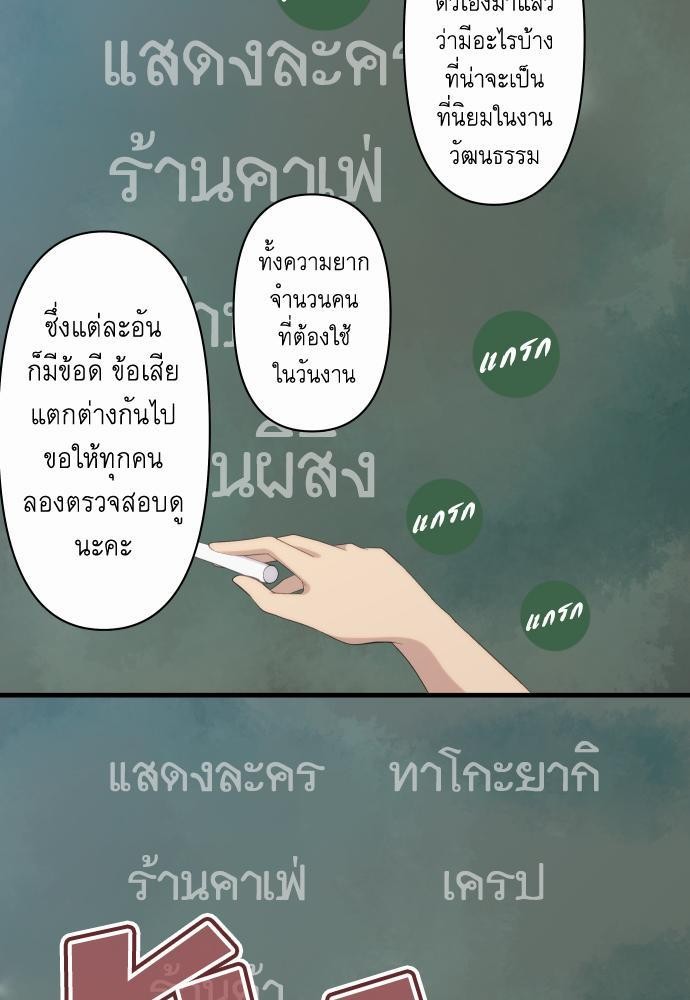 ตัวเองมาแล้ว
ว่ามีอะไรบ้าง
ที่น่าจะเป็น
ที่นิยมในงาน
วัฒนธรรม
แสดงละคร
ร้านคาเฟ่
ทั้งความยาก
จำนวนคน
ที่ต้องใช้
ในวันงาน
ซึ่งแต่ละอัน
ก็มีข้อดี ข้อเสีย
แตกต่างกันไป
ขอให้ทุกคน
ลองตรวจสอบดู
นะคะ
แกรก
นผีสิง
แกรก
แกรก
แสดงละคร ทาโกะยากิ
ร้านคาเฟ่ เครป